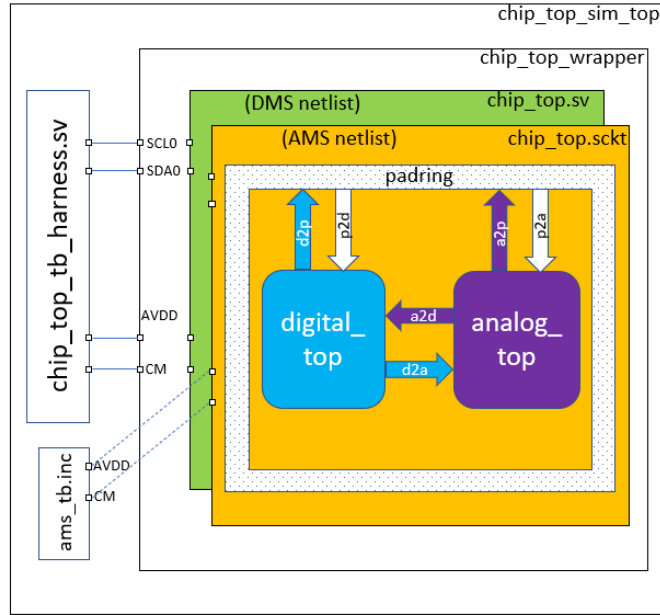 chip_top_sim_top
chip_top_wrapper
(DMS netlist) chip_top.sv
(AMS netlist) chip_top.sckt
padring
chip_top_tb_harness.sv
SCL0
SDA0
AVDD
CM
d2p
p2d
a2p
p2a
digital_
top
a2d
d2a
analog_
top
ams_tb.inc
AVDD
CM